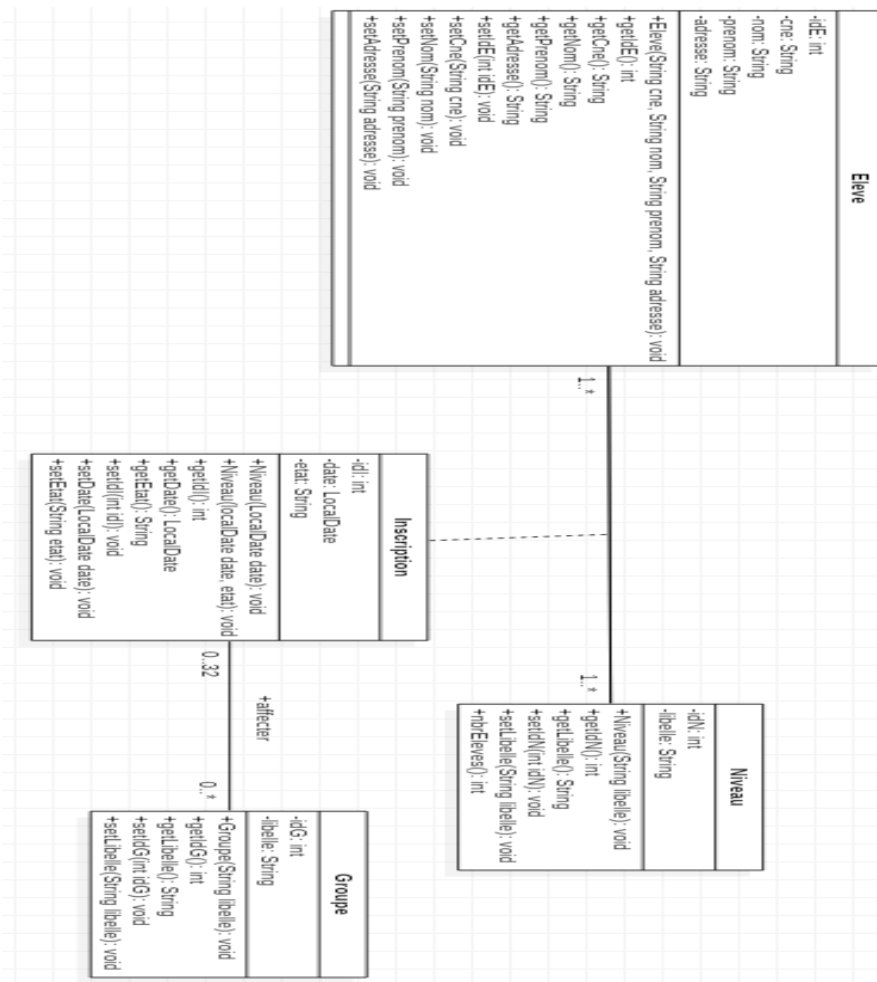 Eleve
-idE: int
-cne: String
-nom: String
-prenom: String
-adresse: String
+Eleve(String cne, String nom, String prenom, String adresse): void
+getIdE(): int
+getCne(): String
+getNom(): String
+getPrenom(): String
+getAdresse(): String
+setIdE(int idE): void
+setCne(String cne): void
+setNom(String nom): void
+setPrenom(String prenom): void
+setAdresse(String adresse): void
1..*
1..*
Niveau
-idN: int
-libelle: String
+Niveau(String libelle): void
+getIdN(): int
+getLibelle(): String
+setIdN(int idN): void
+setLibelle(String libelle): void
+nbrEleves(): int
Inscription
-idI: int
-date: LocalDate
-etat: String
+Niveau(LocalDate date): void
+Niveau(localDate date, etat): void
+getIdI(): int
+getDate(): LocalDate
+getEtat(): String
+setIdI(int idI): void
+setDate(LocalDate date): void
+setEtat(String etat): void
0..32
+affecter
0..*
Groupe
-idG: int
-libelle: String
+Groupe(String libelle): void
+getIdG(): int
+getLibelle(): String
+setIdG(int idG): void
+setLibelle(String libelle): void